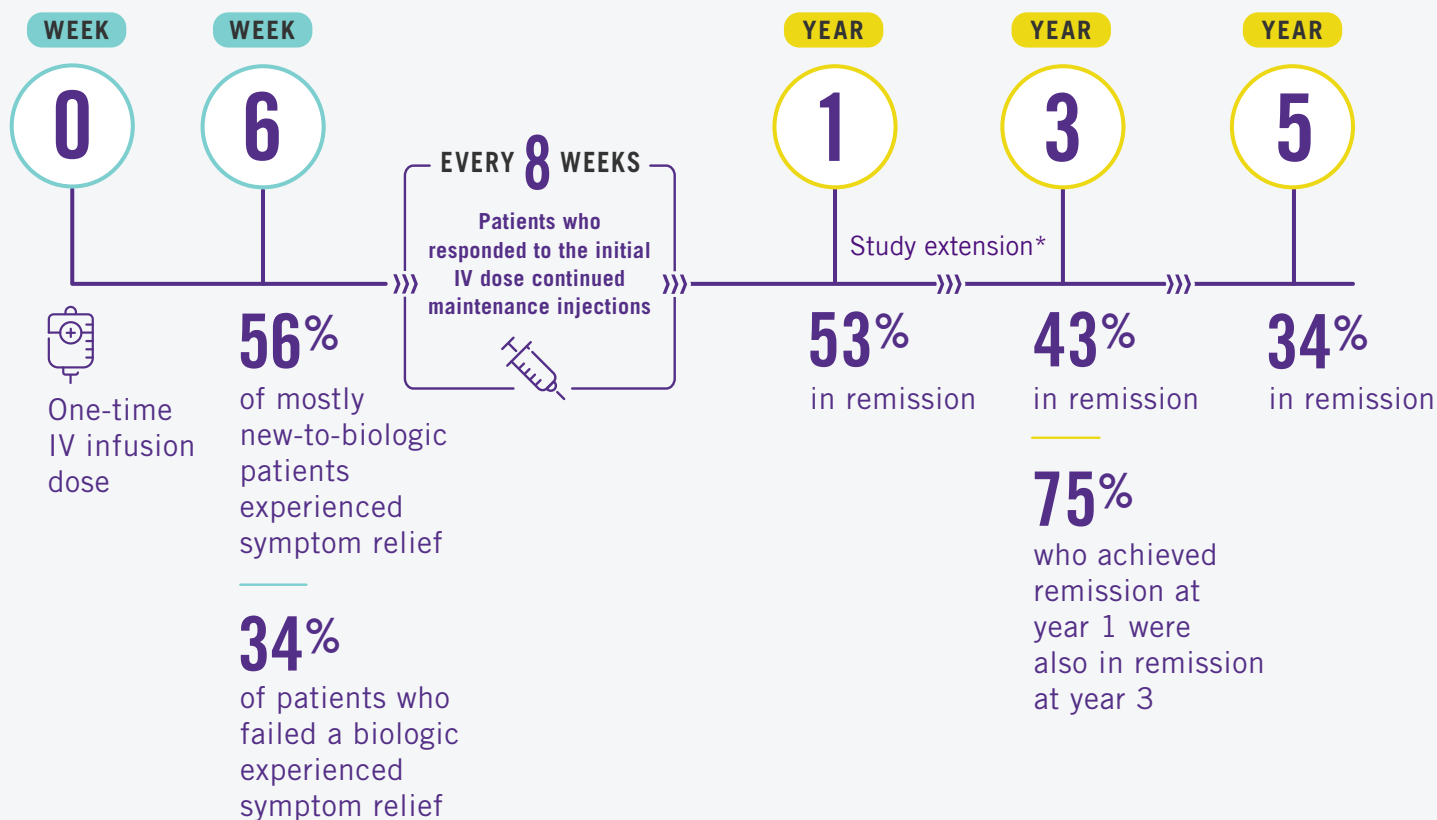 WEEK
0
One-time
IV infusion
dose
WEEK
6
56%
of mostly
new-to-biologic
patients
experienced
symptom relief
34%
of patients who
failed a biologic
experienced
symptom relief
EVERY 8 WEEKS
Patients who
responded to the initial
IV dose continued
maintenance injections
YEAR
1
53%
in remission
Study extension*
YEAR
3
43%
in remission
75%
who achieved
remission at
year 1 were
also in remission
at year 3
YEAR
5
34%
in remission